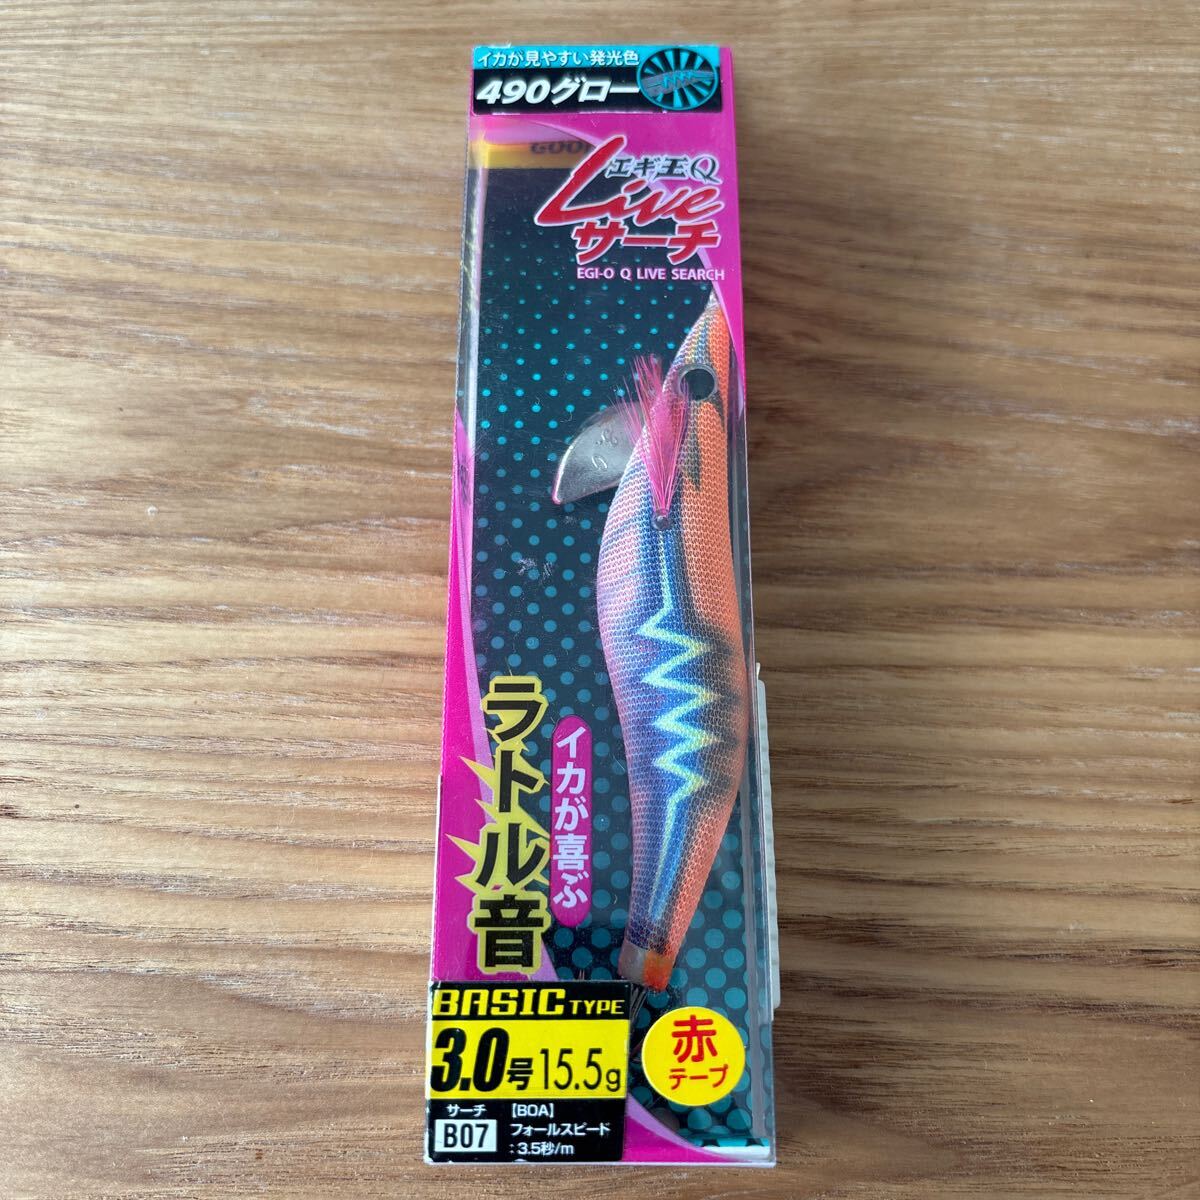 イカが見やすい発光色
490グロー
エギ王Q
Live
サーチ
EGI-O Q LIVE SEARCH
イカが喜ぶ
ラトル音
BASIC TYPE
3.0号 15.5g
サーチ
B07
【BOA】
フォールスピード
:3.5秒/m
赤
テープ